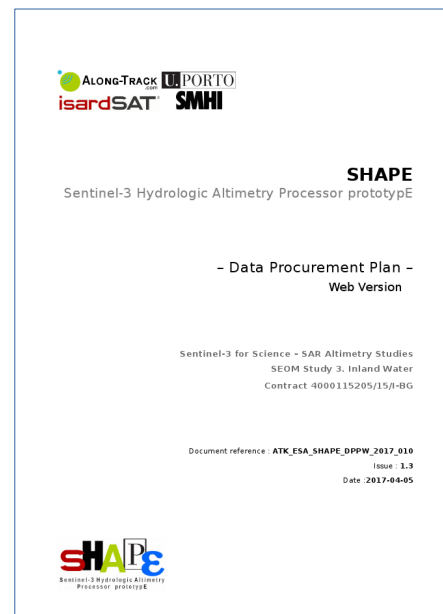 ALONG-TRACK
.com
U.PORTO
isardSAT®
SMHI
SHAPE
Sentinel-3 Hydrologic Altimetry Processor prototypE
– Data Procurement Plan –
Web Version
Sentinel-3 for Science – SAR Altimetry Studies
SEOM Study 3. Inland Water
Contract 4000115205/15/I-BG
Document reference : ATK_ESA_SHAPE_DPPW_2017_010
Issue : 1.3
Date :2017-04-05
SHAPE
Sentinel-3 Hydrologic Altimetry
Processor prototypE